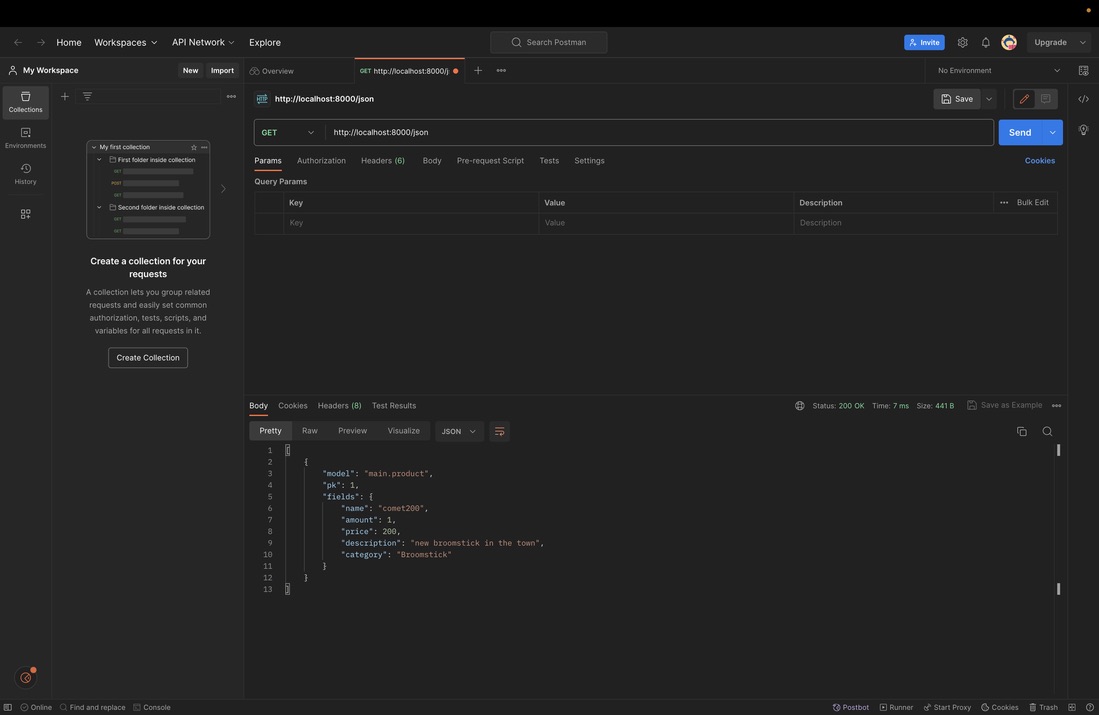 Home Workspaces API Network Explore Search Postman Invite Upgrade
My Workspace New Import Overview GET http://localhost:8000/j No Environment
Collections
Environments
History
My first collection
First folder inside collection
GET
POST
GET
Second folder inside collection
GET
GET
Create a collection for your
requests
A collection lets you group related
requests and easily set common
authorization, tests, scripts, and
variables for all requests in it.
Create Collection
http://localhost:8000/json Save
GET http://localhost:8000/json Send
Params Authorization Headers (6) Body Pre-request Script Tests Settings Cookies
Query Params
Key Value Description Bulk Edit
Key Value Description
Body Cookies Headers (8) Test Results Status: 200 OK Time: 7 ms Size: 441 B Save as Example
Pretty Raw Preview Visualize JSON
1 [
2 {
3 "model": "main.product",
4 "pk": 1,
5 "fields": {
6 "name": "comet200",
7 "amount": 1,
8 "price": 200,
9 "description": "new broomstick in the town",
10 "category": "Broomstick"
11 }
12 }
13 ]
Online Find and replace Console Postbot Runner Start Proxy Cookies Trash